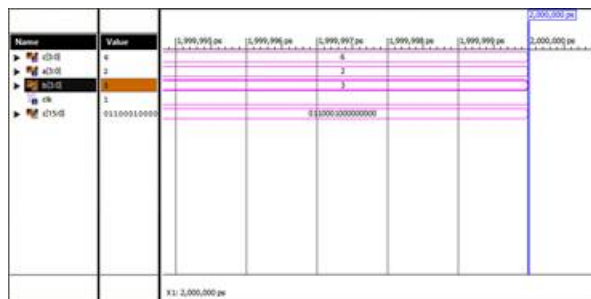 2,000,000 ps
Name Value 1,999,995 ps 1,999,996 ps 1,999,997 ps 1,999,998 ps 1,999,999 ps 2,000,000 ps
c[3:0] 6 6
a[3:0] 2 2
b[3:0] 3 3
clk 1
s[15:0] 01100010000 0110001000000000
X1: 2,000,000 ps